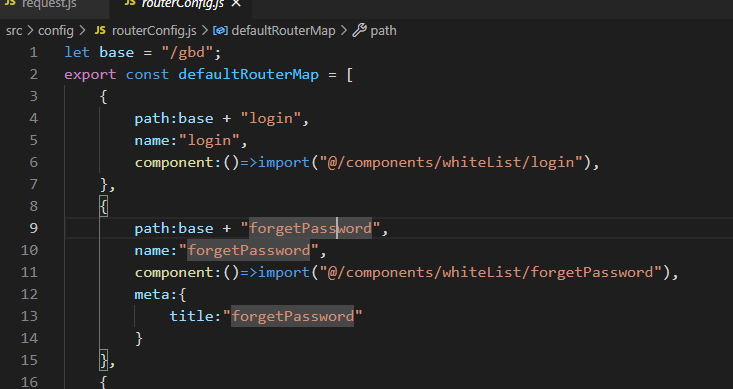 request.js JS routerConfig.js ×
src > config > JS routerConfig.js > defaultRouterMap > path
1 let base = "/gbd";
2 export const defaultRouterMap = [
3 {
4 path:base + "login",
5 name:"login",
6 component:()=>import("@/components/whiteList/login"),
7 },
8 {
9 path:base + "forgetPassword",
10 name:"forgetPassword",
11 component:()=>import("@/components/whiteList/forgetPassword"),
12 meta:{
13 title:"forgetPassword"
14 }
15 },
16 {